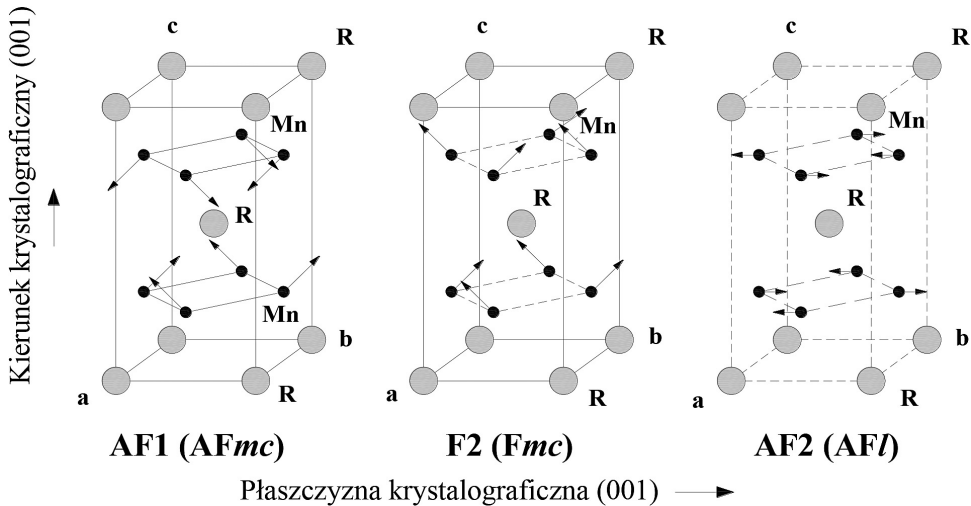 Kierunek krystalograficzny (001)
c
R
Mn
R
Mn
b
a
R
AF1 (AFmc)
c
R
Mn
R
b
a
R
F2 (Fmc)
c
R
Mn
R
b
a
R
AF2 (AFl)
Płaszczyzna krystalograficzna (001)